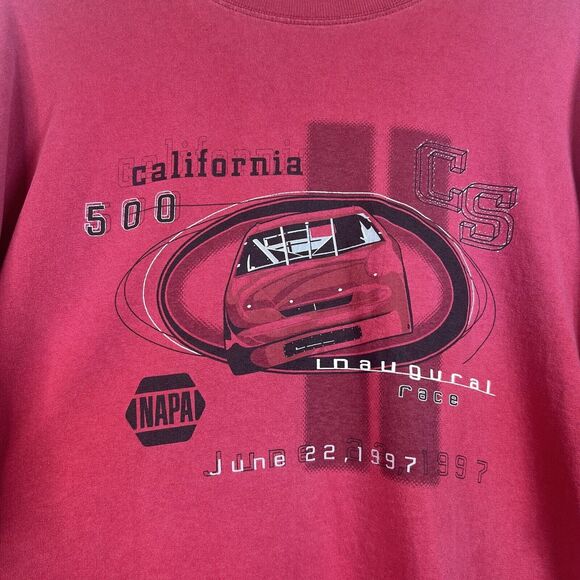 california
500
CS
inaugural
race
NAPA
June 22, 1997